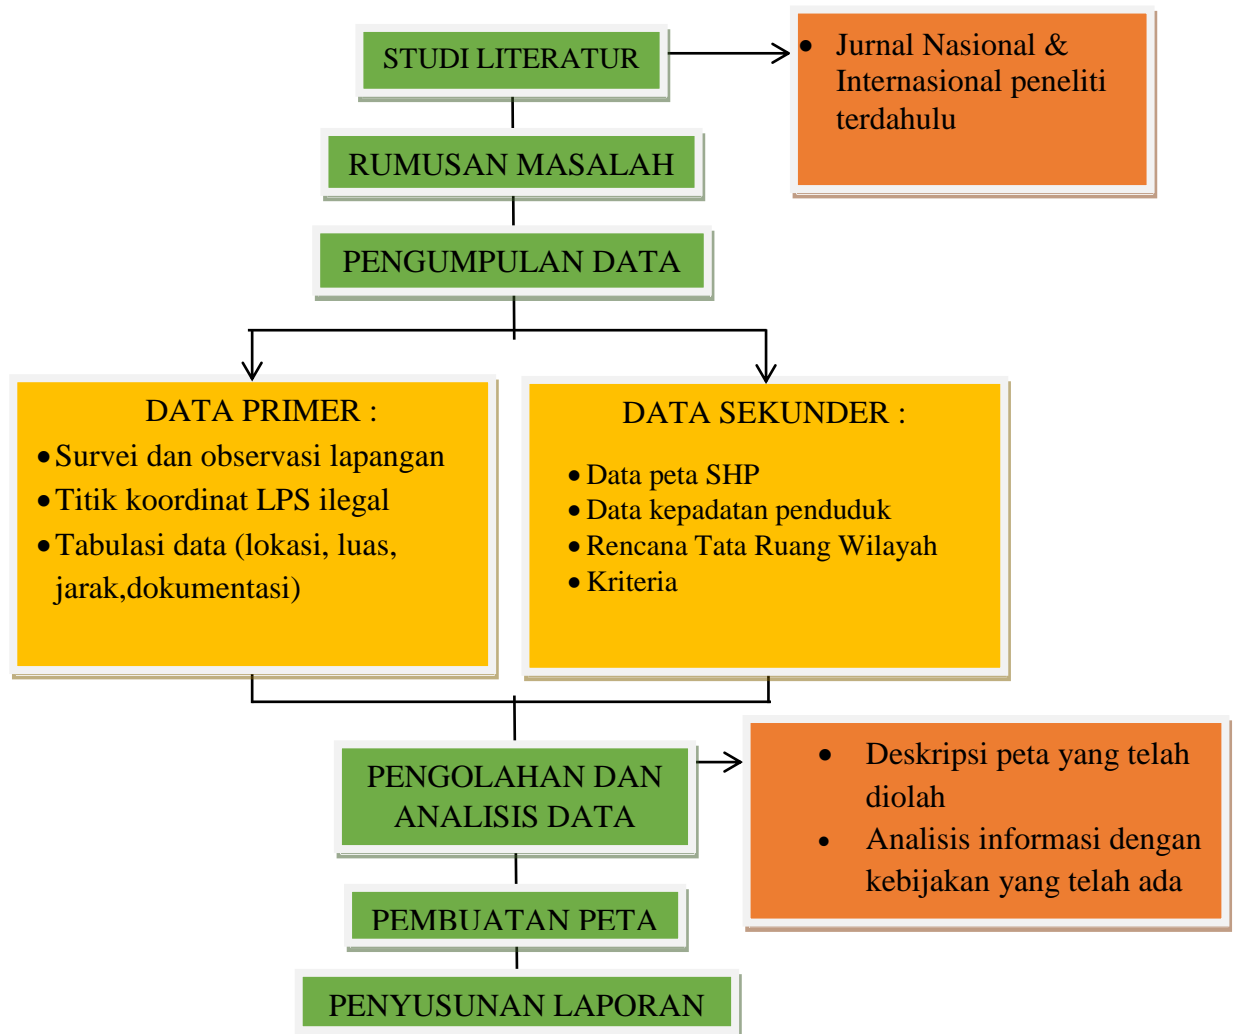 STUDI LITERATUR
• Jurnal Nasional &
Internasional peneliti
terdahulu
RUMUSAN MASALAH
PENGUMPULAN DATA
DATA PRIMER :
• Survei dan observasi lapangan
• Titik koordinat LPS ilegal
• Tabulasi data (lokasi, luas,
jarak,dokumentasi)
DATA SEKUNDER :
• Data peta SHP
• Data kepadatan penduduk
• Rencana Tata Ruang Wilayah
• Kriteria
PENGOLAHAN DAN
ANALISIS DATA
• Deskripsi peta yang telah
diolah
• Analisis informasi dengan
kebijakan yang telah ada
PEMBUATAN PETA
PENYUSUNAN LAPORAN